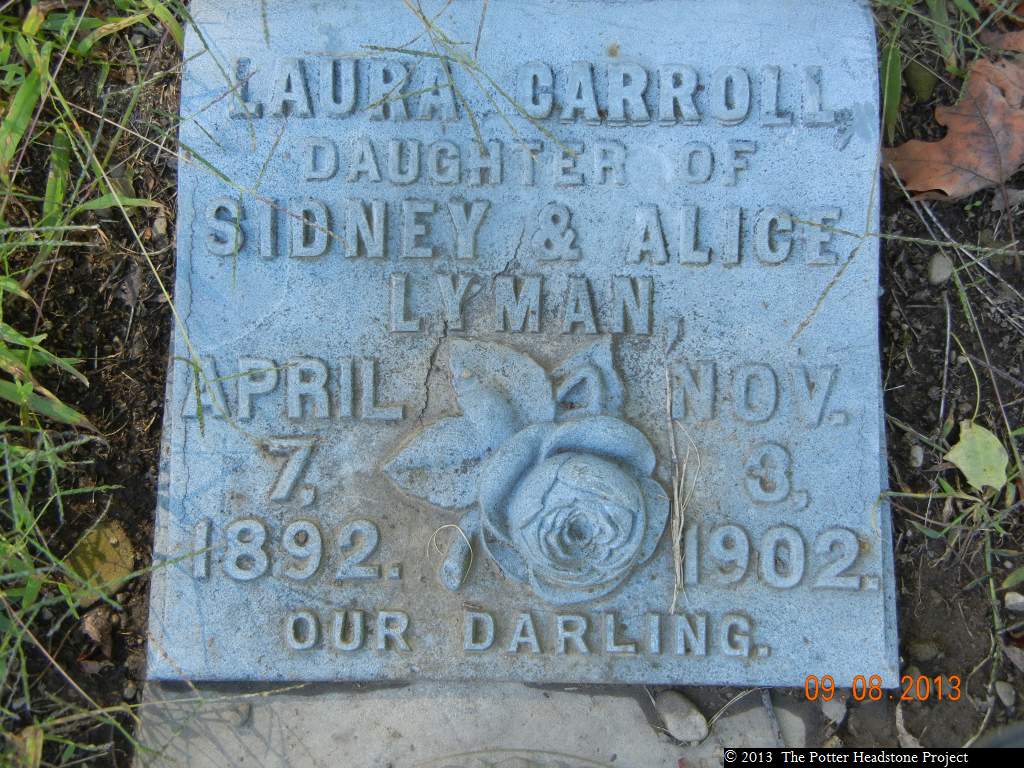 LAURA CARROLL,
DAUGHTER OF
SIDNEY & ALICE
LYMAN,
APRIL
7,
1892.
NOV.
3,
1902.
OUR DARLING.
09.08.2013
© 2013 The Potter Headstone Project